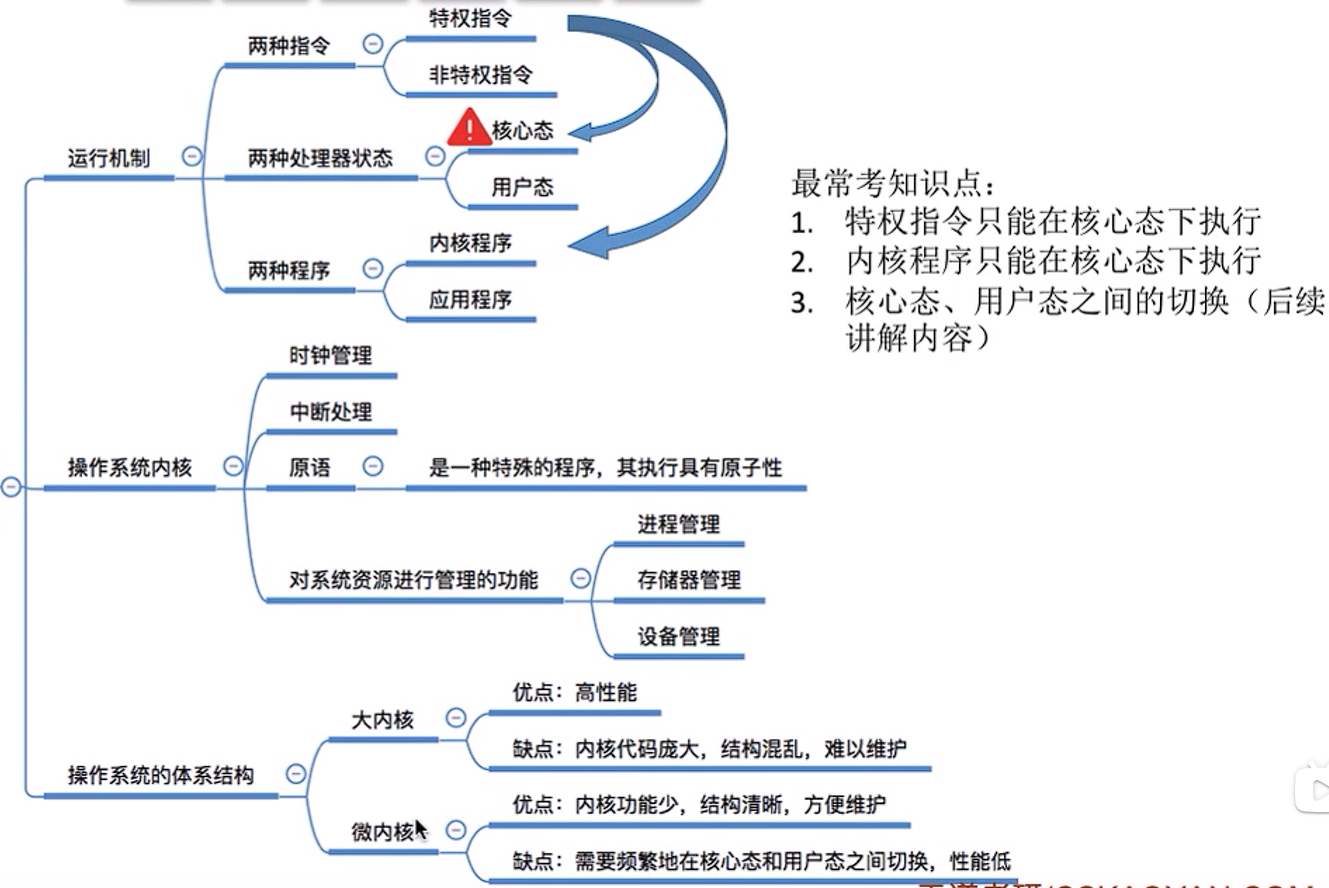 特权指令
两种指令
非特权指令
核心态
运行机制
两种处理器状态
用户态
内核程序
两种程序
应用程序
最常考知识点：
1. 特权指令只能在核心态下执行
2. 内核程序只能在核心态下执行
3. 核心态、用户态之间的切换（后续
讲解内容）
时钟管理
中断处理
操作系统内核
原语
是一种特殊的程序，其执行具有原子性
进程管理
对系统资源进行管理的功能
存储器管理
设备管理
优点：高性能
大内核
缺点：内核代码庞大，结构混乱，难以维护
操作系统的体系结构
优点：内核功能少，结构清晰，方便维护
微内核
缺点：需要频繁地在核心态和用户态之间切换，性能低